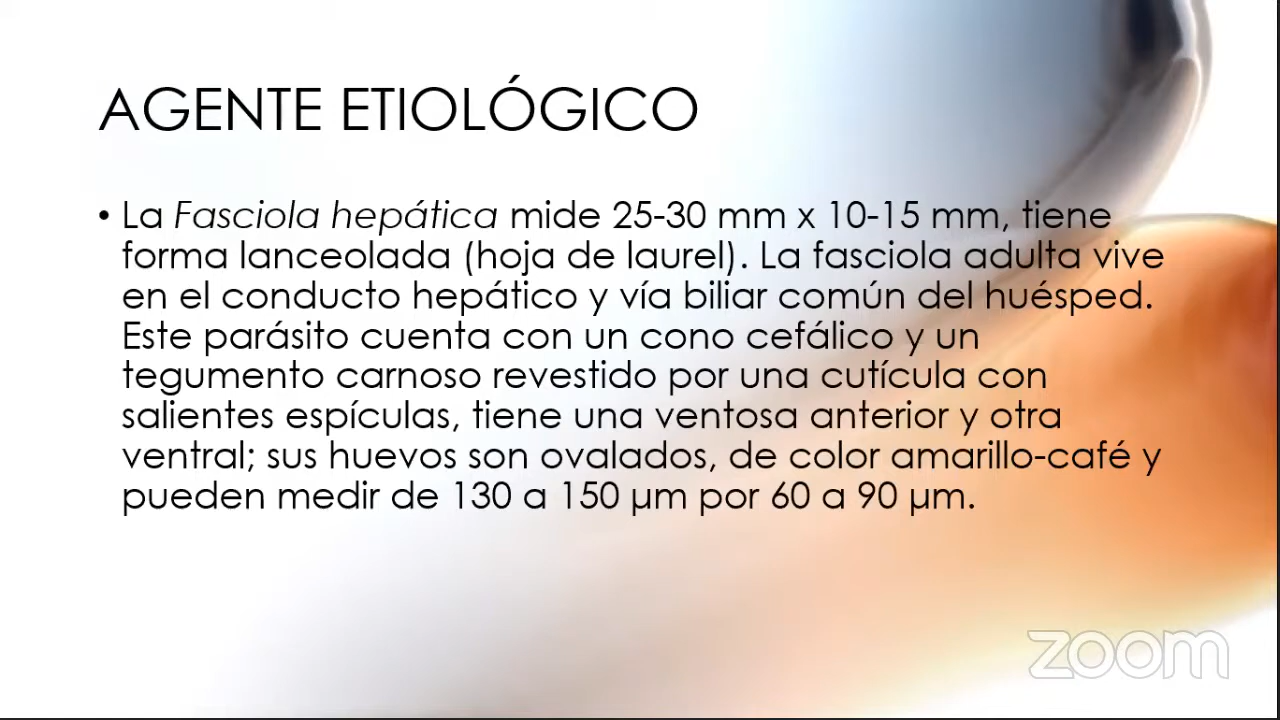 AGENTE ETIOLÓGICO
• La Fasciola hepática mide 25-30 mm x 10-15 mm, tiene
forma lanceolada (hoja de laurel). La fasciola adulta vive
en el conducto hepático y vía biliar común del huésped.
Este parásito cuenta con un cono cefálico y un
tegumento carnoso revestido por una cutícula con
salientes espículas, tiene una ventosa anterior y otra
ventral; sus huevos son ovalados, de color amarillo-café y
pueden medir de 130 a 150 µm por 60 a 90 µm.
zoom